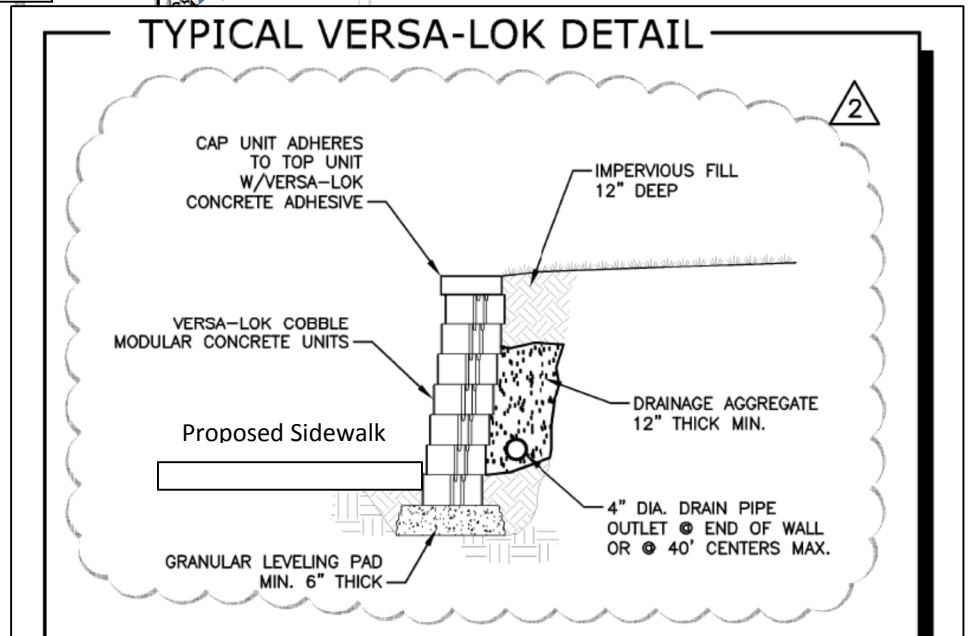 TYPICAL VERSA-LOK DETAIL
2
CAP UNIT ADHERES
TO TOP UNIT
W/VERSA-LOK
CONCRETE ADHESIVE
IMPERVIOUS FILL
12" DEEP
VERSA-LOK COBBLE
MODULAR CONCRETE UNITS
DRAINAGE AGGREGATE
12" THICK MIN.
Proposed Sidewalk
4" DIA. DRAIN PIPE
OUTLET @ END OF WALL
OR @ 40' CENTERS MAX.
GRANULAR LEVELING PAD
MIN. 6" THICK